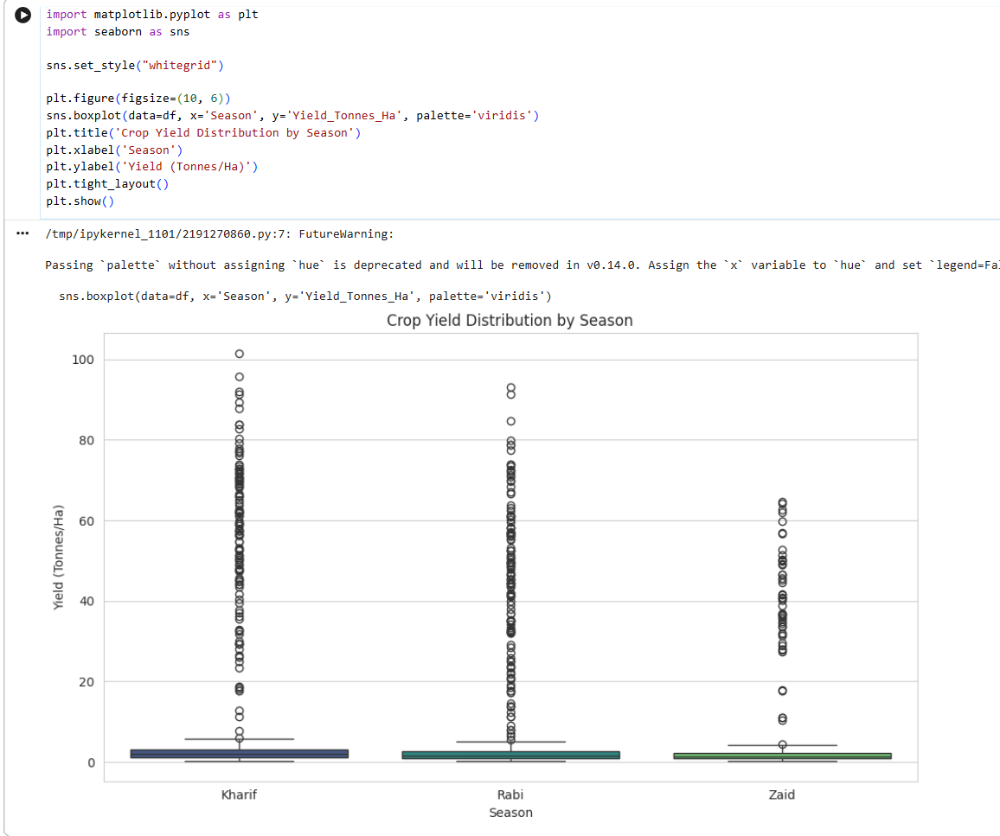 import matplotlib.pyplot as plt
import seaborn as sns
sns.set_style("whitegrid")
plt.figure(figsize=(10, 6))
sns.boxplot(data=df, x='Season', y='Yield_Tonnes_Ha', palette='viridis')
plt.title('Crop Yield Distribution by Season')
plt.xlabel('Season')
plt.ylabel('Yield (Tonnes/Ha)')
plt.tight_layout()
plt.show()
/tmp/ipykernel_1101/2191270860.py:7: FutureWarning:
Passing `palette` without assigning `hue` is deprecated and will be removed in v0.14.0. Assign the `x` variable to `hue` and set `legend=Fa
sns.boxplot(data=df, x='Season', y='Yield_Tonnes_Ha', palette='viridis')
Crop Yield Distribution by Season
100
80
60
40
20
0
Yield (Tonnes/Ha)
Kharif
Rabi
Zaid
Season